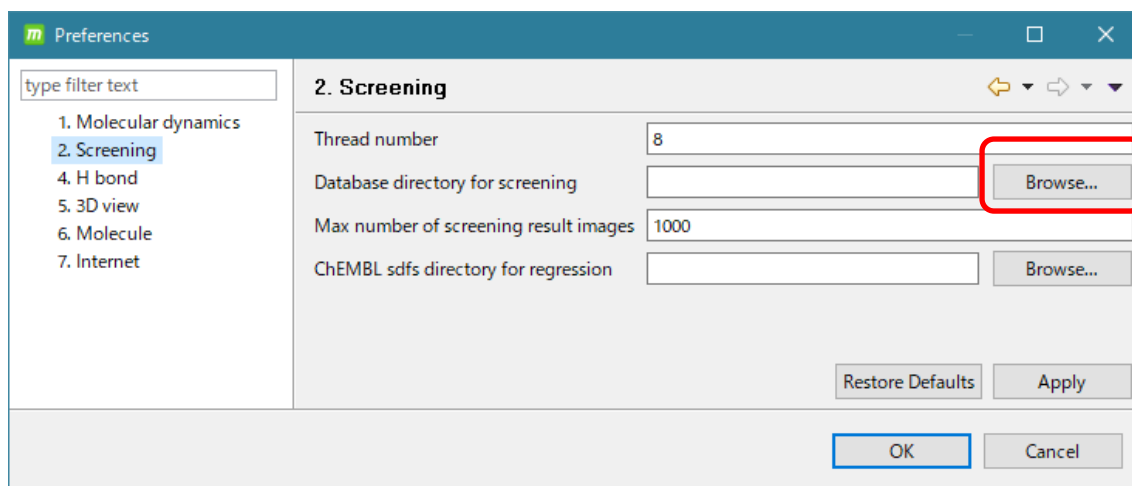 m Preferences
type filter text
1. Molecular dynamics
2. Screening
4. H bond
5. 3D view
6. Molecule
7. Internet
2. Screening
Thread number 8
Database directory for screening Browse...
Max number of screening result images 1000
ChEMBL sdfs directory for regression Browse...
Restore Defaults Apply
OK Cancel